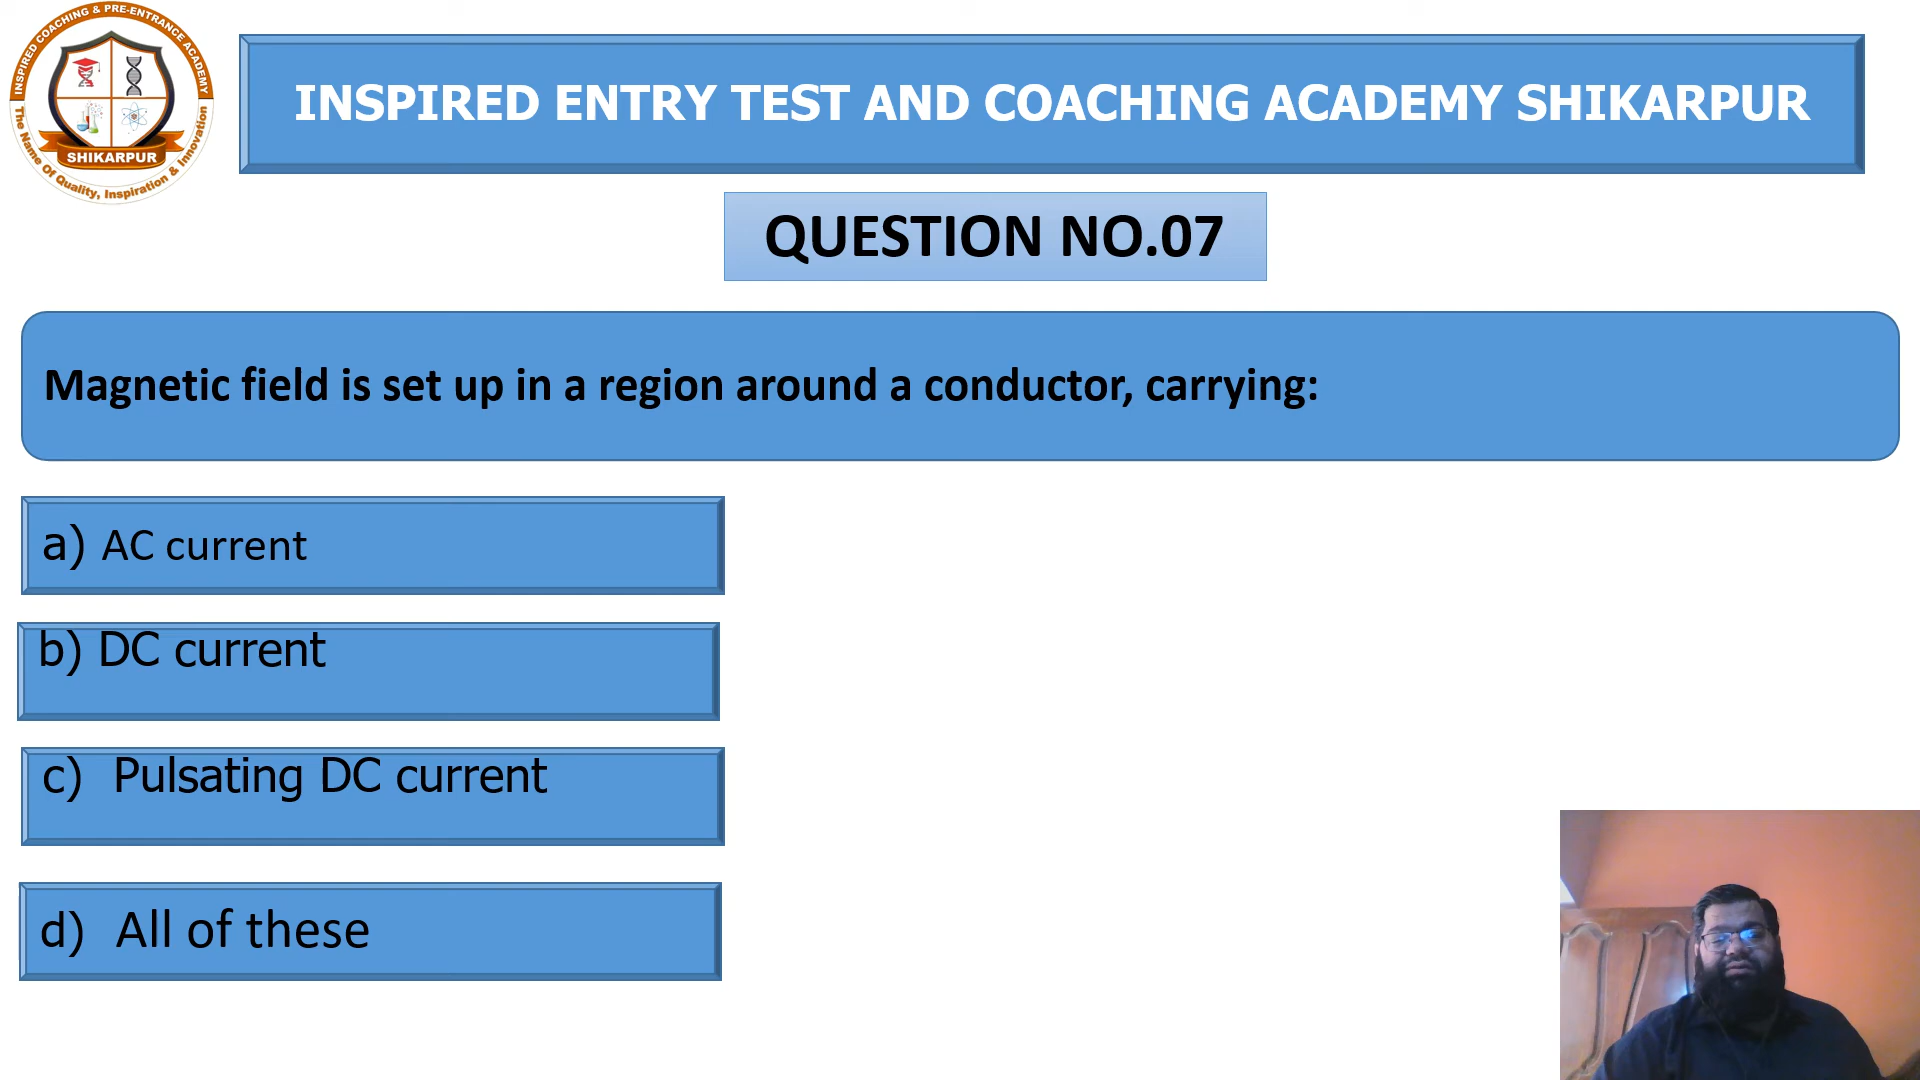 INSPIRED COACHING & PRE-ENTRANCE ACADEMY
SHIKARPUR
The Name Of Quality, Inspiration & Innovation
INSPIRED ENTRY TEST AND COACHING ACADEMY SHIKARPUR
QUESTION NO.07
Magnetic field is set up in a region around a conductor, carrying:
a) AC current
b) DC current
c) Pulsating DC current
d) All of these